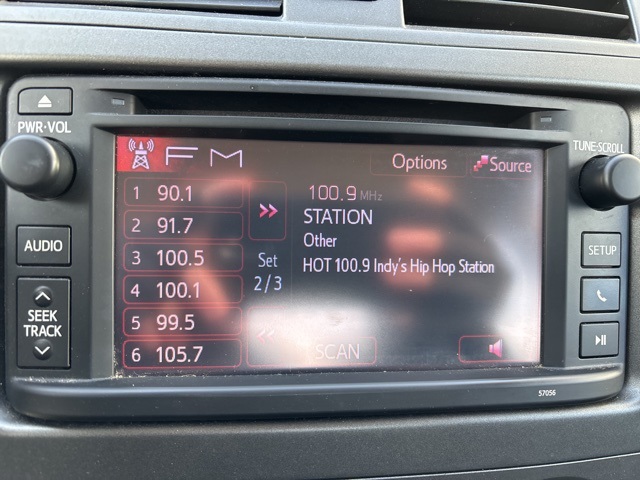 PWR·VOL
TUNE·SCROLL
FM
Options
Source
1 90.1
2 91.7
3 100.5
4 100.1
5 99.5
6 105.7
>>
Set
2/3
>>
100.9 MHz
STATION
Other
HOT 100.9 Indy's Hip Hop Station
SCAN
AUDIO
SEEK
TRACK
SETUP
57056